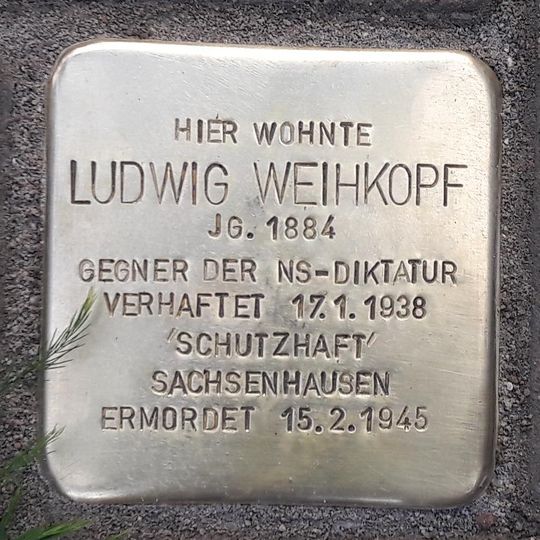 HIER WOHNTE
LUDWIG WEIHKOPF
JG. 1884
GEGNER DER NS-DIKTATUR
VERHAFTET 17.1.1938
'SCHUTZHAFT'
SACHSENHAUSEN
ERMORDET 15.2.1945